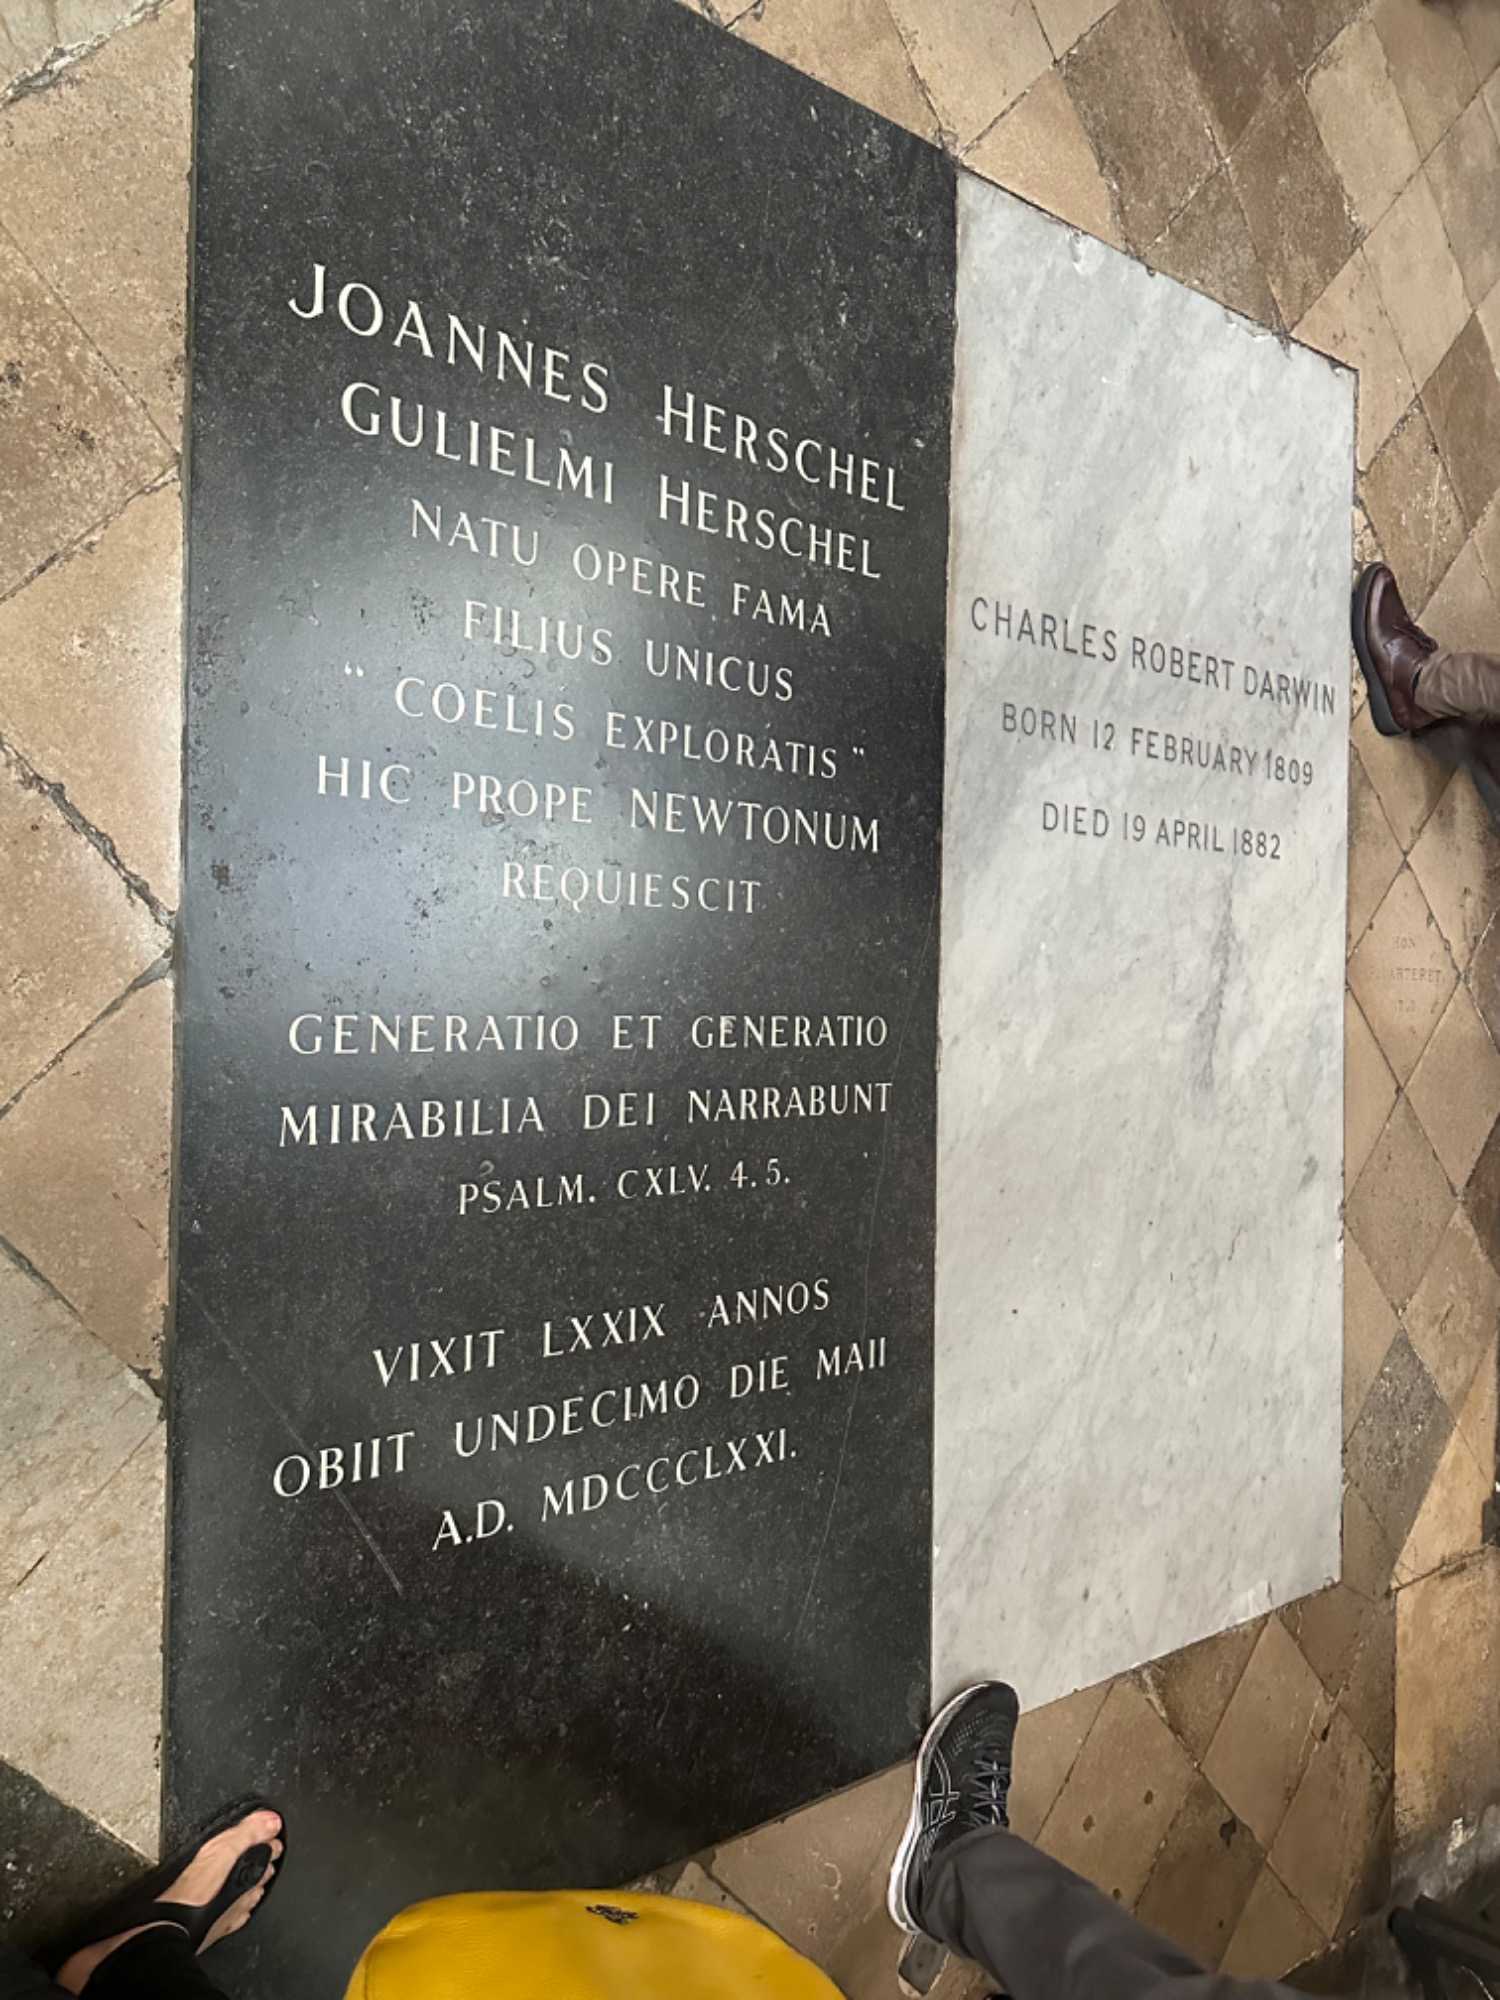 JOANNES HERSCHEL
GULIELMI HERSCHEL
NATU OPERE FAMA
FILIUS UNICUS
“ COELIS EXPLORATIS ”
HIC PROPE NEWTONUM
REQUIESCIT
GENERATIO ET GENERATIO
MIRABILIA DEI NARRABUNT
PSALM. CXLV. 4. 5.
VIXIT LXXIX ANNOS
OBIIT UNDECIMO DIE MAII
A.D. MDCCCLXXI.
CHARLES ROBERT DARWIN
BORN 12 FEBRUARY 1809
DIED 19 APRIL 1882
HON